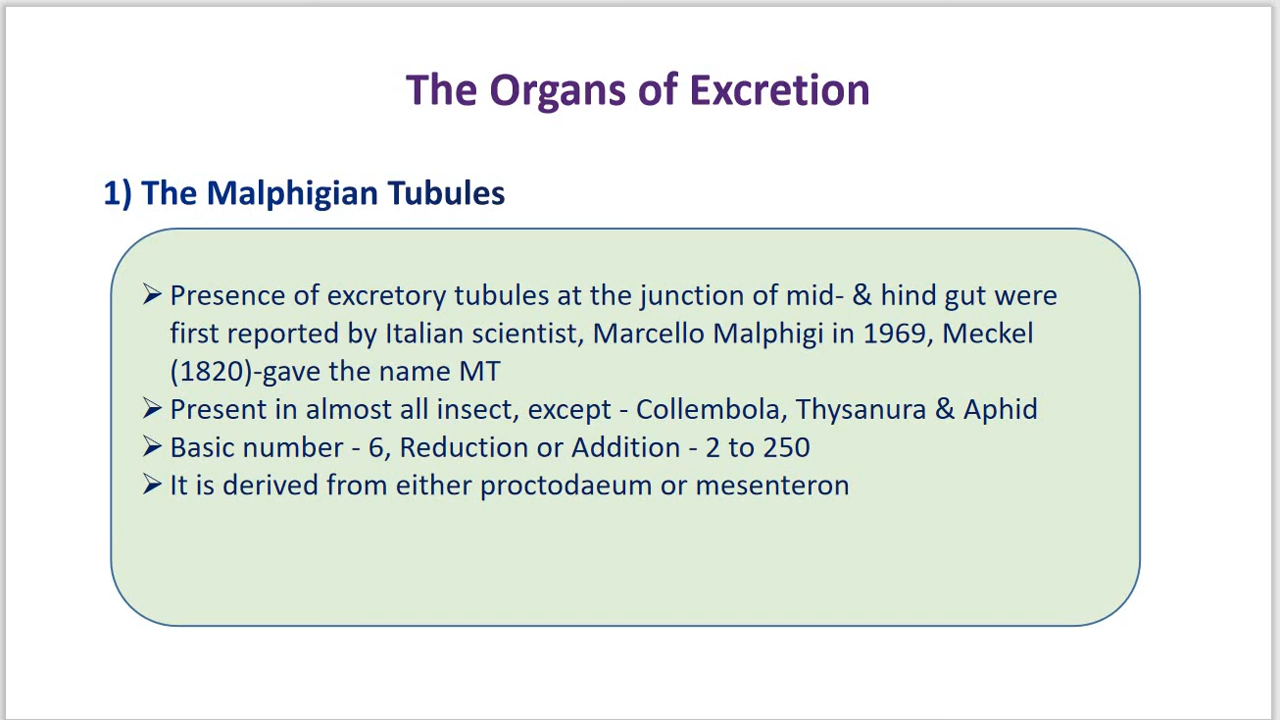 The Organs of Excretion
1) The Malphigian Tubules
➢ Presence of excretory tubules at the junction of mid- & hind gut were
first reported by Italian scientist, Marcello Malphigi in 1969, Meckel
(1820)-gave the name MT
➢ Present in almost all insect, except - Collembola, Thysanura & Aphid
➢ Basic number - 6, Reduction or Addition - 2 to 250
➢ It is derived from either proctodaeum or mesenteron